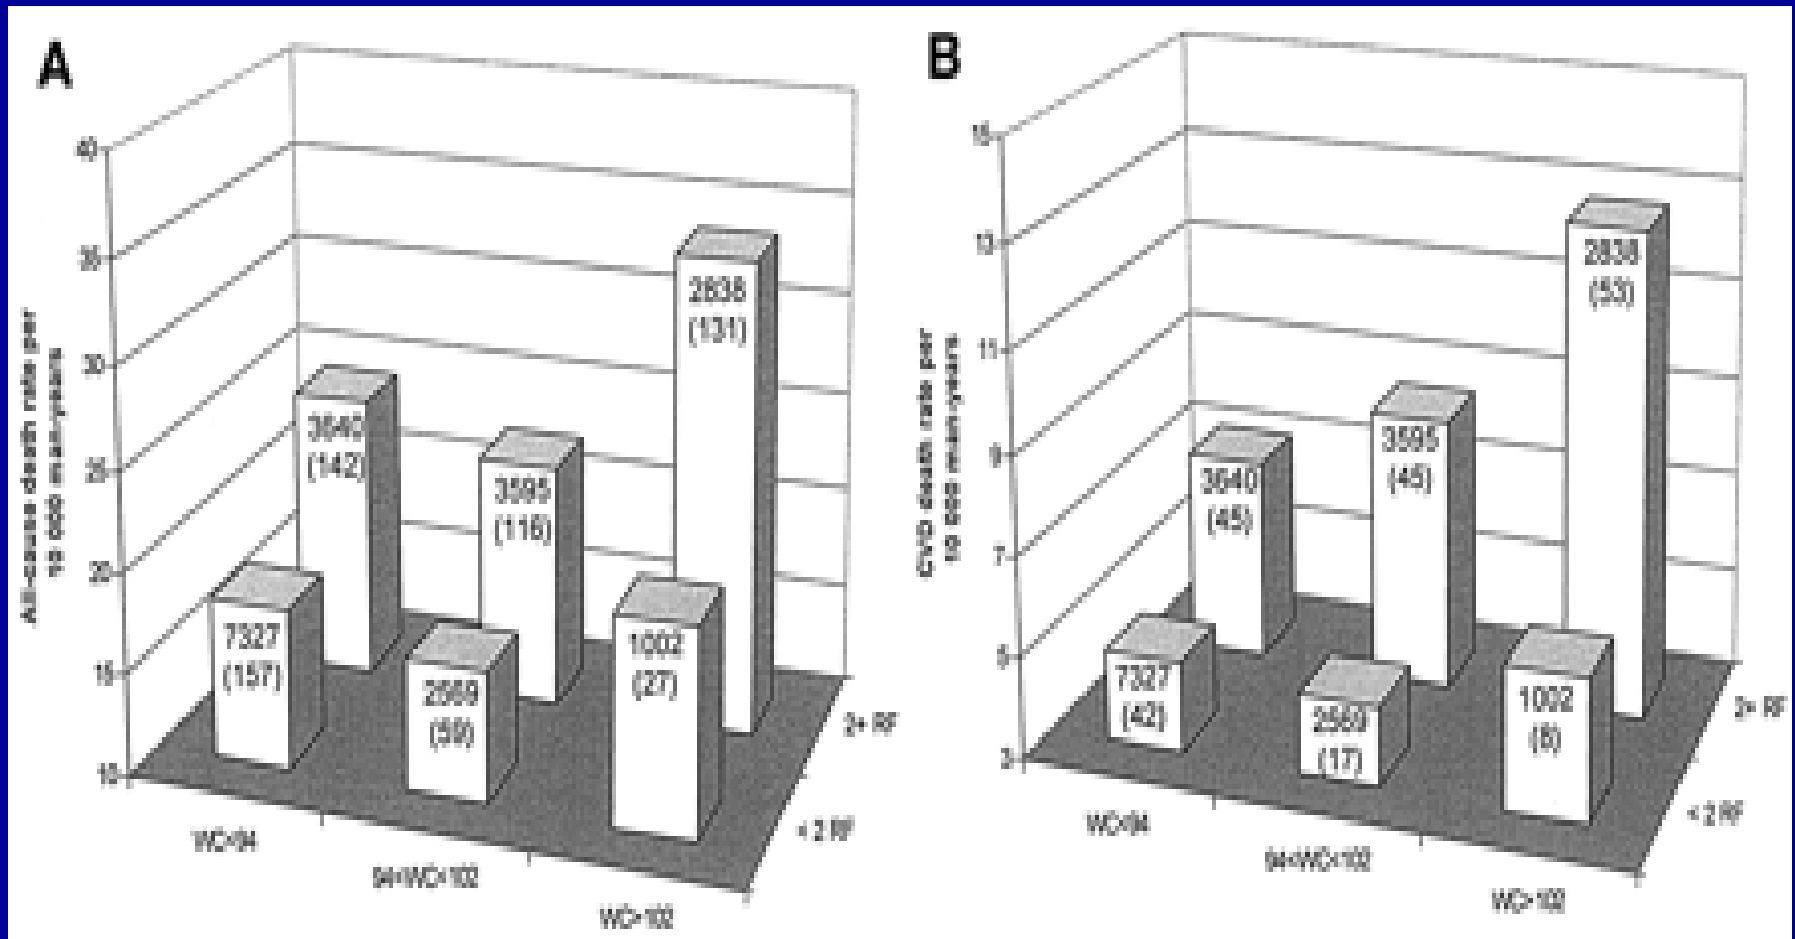 A
All-cause death rate per
10 000 man-years
40
35
30
25
20
15
10
7327
(157)
3640
(142)
2569
(59)
3595
(116)
1002
(27)
2838
(131)
WC<94
94<WC<102
WC>102
< 2 RF
2+ RF
B
CVD death rate per
10 000 man-years
15
13
11
9
7
5
3
7327
(42)
3640
(45)
2569
(17)
3595
(45)
1002
(8)
2838
(53)
WC<94
94<WC<102
WC>102
< 2 RF
2+ RF